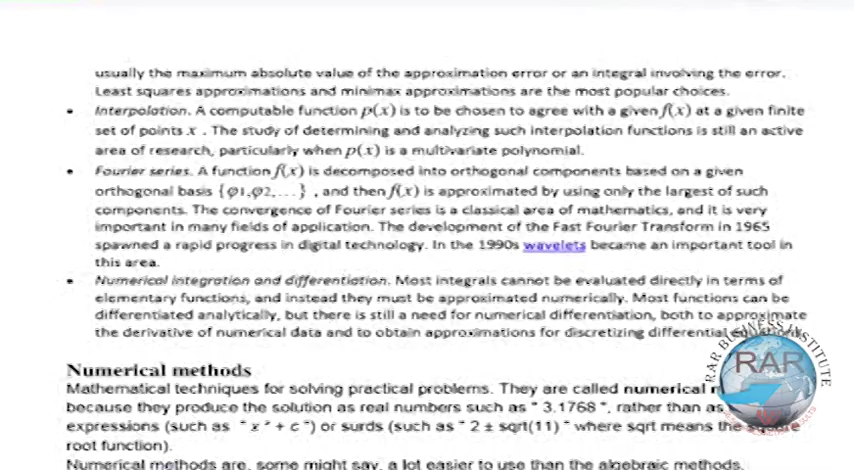 usually the maximum absolute value of the approximation error or an integral involving the error.
Least squares approximations and minimax approximations are the most popular choices.
• Interpolation. A computable function p(x) is to be chosen to agree with a given f(x) at a given finite
set of points x . The study of determining and analyzing such interpolation functions is still an active
area of research, particularly when p(x) is a multivariate polynomial.
• Fourier series. A function f(x) is decomposed into orthogonal components based on a given
orthogonal basis {φ1,φ2,...} , and then f(x) is approximated by using only the largest of such
components. The convergence of Fourier series is a classical area of mathematics, and it is very
important in many fields of application. The development of the Fast Fourier Transform in 1965
spawned a rapid progress in digital technology. In the 1990s wavelets became an important tool in
this area.
• Numerical integration and differentiation. Most integrals cannot be evaluated directly in terms of
elementary functions, and instead they must be approximated numerically. Most functions can be
differentiated analytically, but there is still a need for numerical differentiation, both to approximate
the derivative of numerical data and to obtain approximations for discretizing differential equations.
RAR BUSINESS INSTITUTE
RAR
Numerical methods
Mathematical techniques for solving practical problems. They are called numerical
because they produce the solution as real numbers such as " 3.1768 ", rather than as
expressions (such as " x ² + c ") or surds (such as " 2 ± sqrt(11) " where sqrt means the square
root function).
Numerical methods are, some might say, a lot easier to use than the algebraic methods.